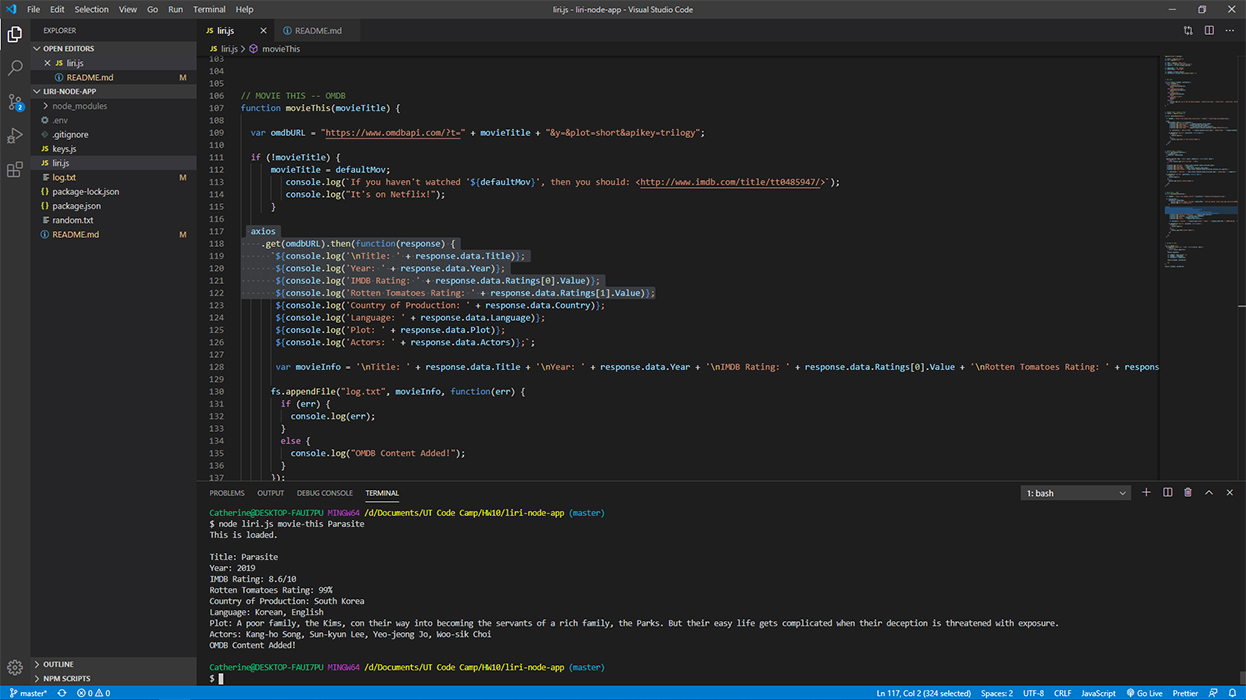 File Edit Selection View Go Run Terminal Help
liri.js - liri-node-app - Visual Studio Code
EXPLORER
OPEN EDITORS
JS liri.js
README.md M
LIRI-NODE-APP
node_modules
.env
.gitignore
JS keys.js
JS liri.js
log.txt M
{} package-lock.json
{} package.json
random.txt
README.md M
OUTLINE
NPM SCRIPTS
2
JS liri.js
README.md
JS liri.js > movieThis
103
104
105
106 // MOVIE THIS -- OMDB
107 function movieThis(movieTitle) {
108
109 var omdbURL = "https://www.omdbapi.com/?t=" + movieTitle + "&y=&plot=short&apikey=trilogy";
110
111 if (!movieTitle) {
112 movieTitle = defaultMov;
113 console.log(`If you haven't watched '${defaultMov}', then you should: <http://www.imdb.com/title/tt0485947/>`);
114 console.log("It's on Netflix!");
115 }
116
117 axios
118 .get(omdbURL).then(function(response) {
119 `${console.log('\nTitle: ' + response.data.Title)};
120 ${console.log('Year: ' + response.data.Year)};
121 ${console.log('IMDB Rating: ' + response.data.Ratings[0].Value)};
122 ${console.log('Rotten Tomatoes Rating: ' + response.data.Ratings[1].Value)};
123 ${console.log('Country of Production: ' + response.data.Country)};
124 ${console.log('Language: ' + response.data.Language)};
125 ${console.log('Plot: ' + response.data.Plot)};
126 ${console.log('Actors: ' + response.data.Actors)};`;
127
128 var movieInfo = '\nTitle: ' + response.data.Title + '\nYear: ' + response.data.Year + '\nIMDB Rating: ' + response.data.Ratings[0].Value + '\nRotten Tomatoes Rating: ' + respons
129
130 fs.appendFile("log.txt", movieInfo, function(err) {
131 if (err) {
132 console.log(err);
133 }
134 else {
135 console.log("OMDB Content Added!");
136 }
137 });
PROBLEMS OUTPUT DEBUG CONSOLE TERMINAL
1: bash
Catherine@DESKTOP-FAUI7PU MINGW64 /d/Documents/UT Code Camp/HW10/liri-node-app (master)
$ node liri.js movie-this Parasite
This is loaded.
Title: Parasite
Year: 2019
IMDB Rating: 8.6/10
Rotten Tomatoes Rating: 99%
Country of Production: South Korea
Language: Korean, English
Plot: A poor family, the Kims, con their way into becoming the servants of a rich family, the Parks. But their easy life gets complicated when their deception is threatened with exposure.
Actors: Kang-ho Song, Sun-kyun Lee, Yeo-jeong Jo, Woo-sik Choi
OMDB Content Added!
Catherine@DESKTOP-FAUI7PU MINGW64 /d/Documents/UT Code Camp/HW10/liri-node-app (master)
$
master* 0 0
Ln 117, Col 2 (324 selected) Spaces: 2 UTF-8 CRLF JavaScript Go Live Prettier